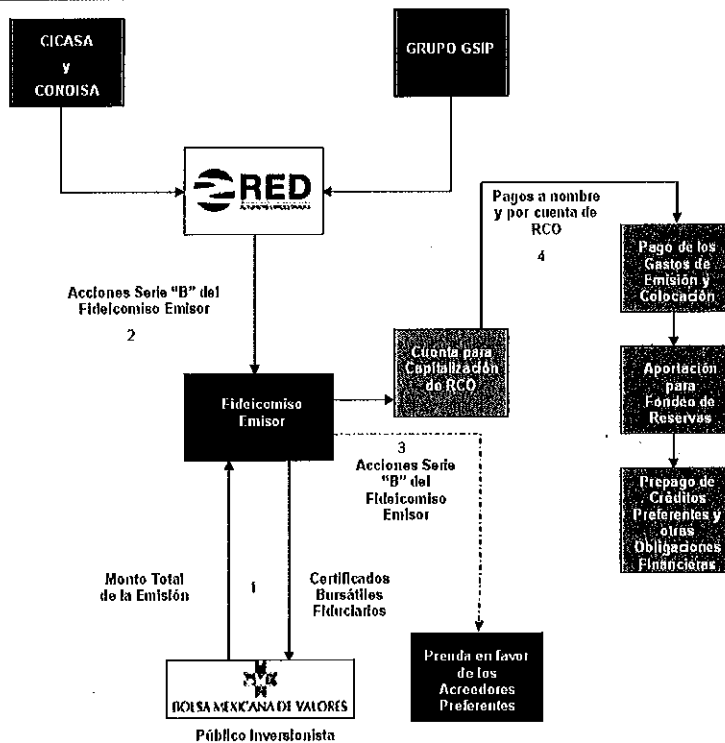 CICASA
y
CONOISA
GRUPO GSIP
RED
Pagos a nombre
y por cuenta de
RCO
4
Pago de los
Gastos de
Emisión y
Colocación
Acciones Serie "B" del
Fideicomiso Emisor
2
Cuenta para
Capitalización
de RCO
Aportación
para
Fondeo de
Reservas
Fideicomiso
Emisor
3
Acciones Serie
"B" del
Fideicomiso
Emisor
Prepago de
Créditos
Preferentes y
otras
Obligaciones
Financieras
Monto Total
de la Emisión
1
Certificados
Bursátiles
Fiduciarios
Prenda en favor
de los
Acreedores
Preferentes
BOLSA MEXICANA DE VALORES
Público Inversionista